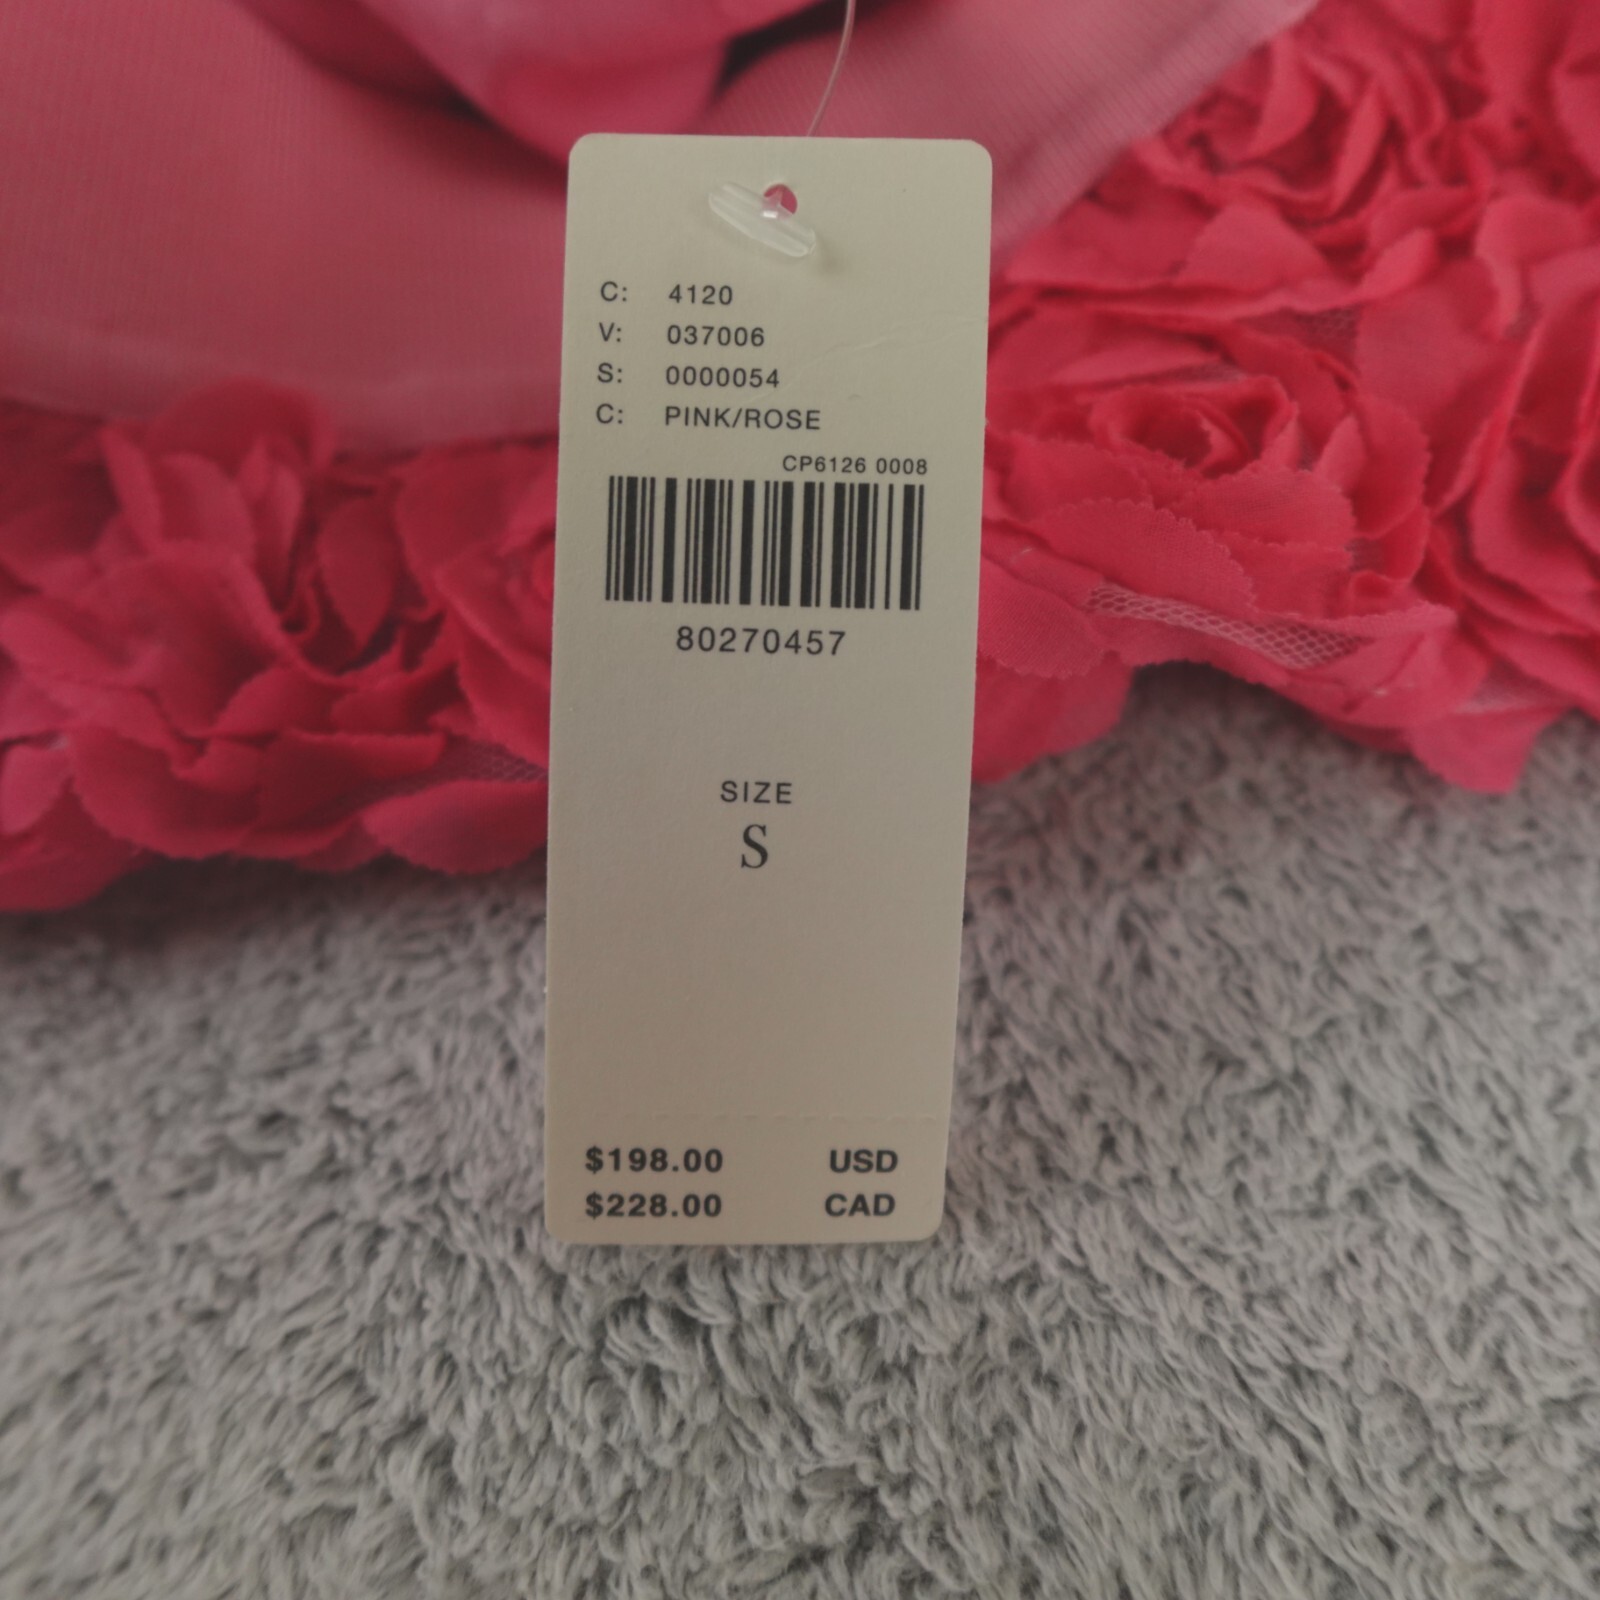 C: 4120
V: 037006
S: 0000054
C: PINK/ROSE
CP6126 0008
80270457
SIZE
S
$198.00 USD
$228.00 CAD